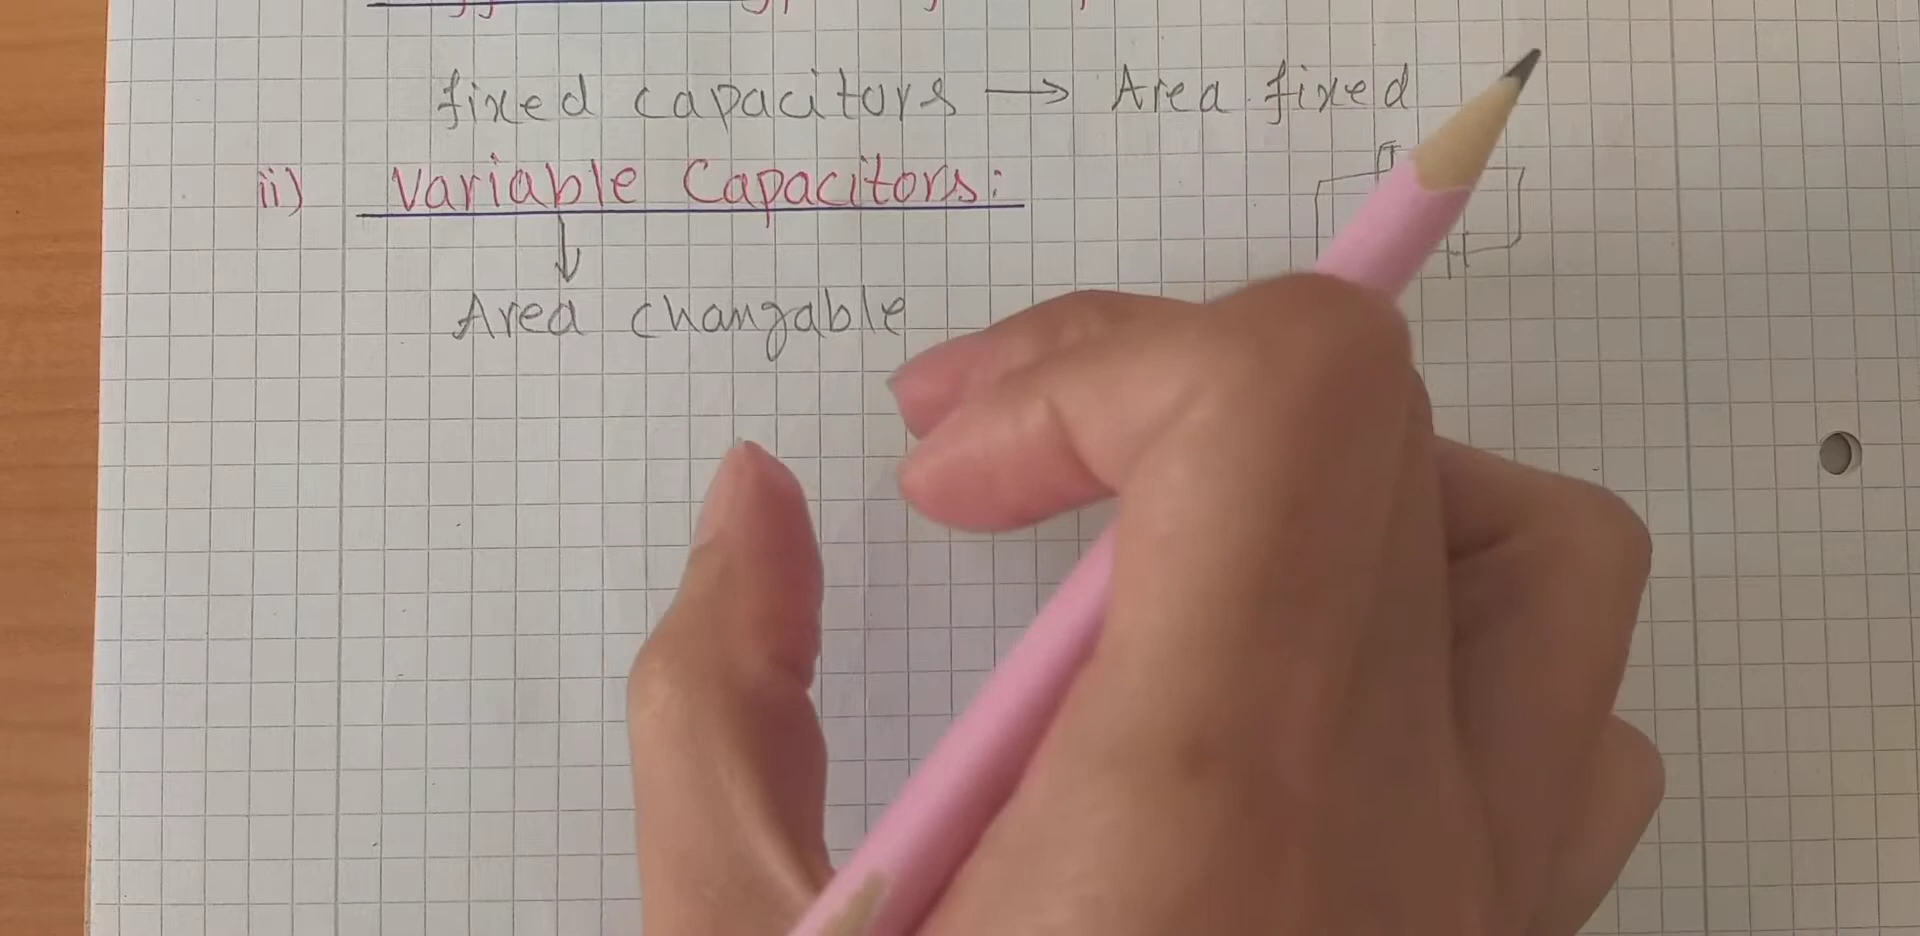 fixed capacitors → Area fixed
ii) Variable Capacitors:
↓
Area changable